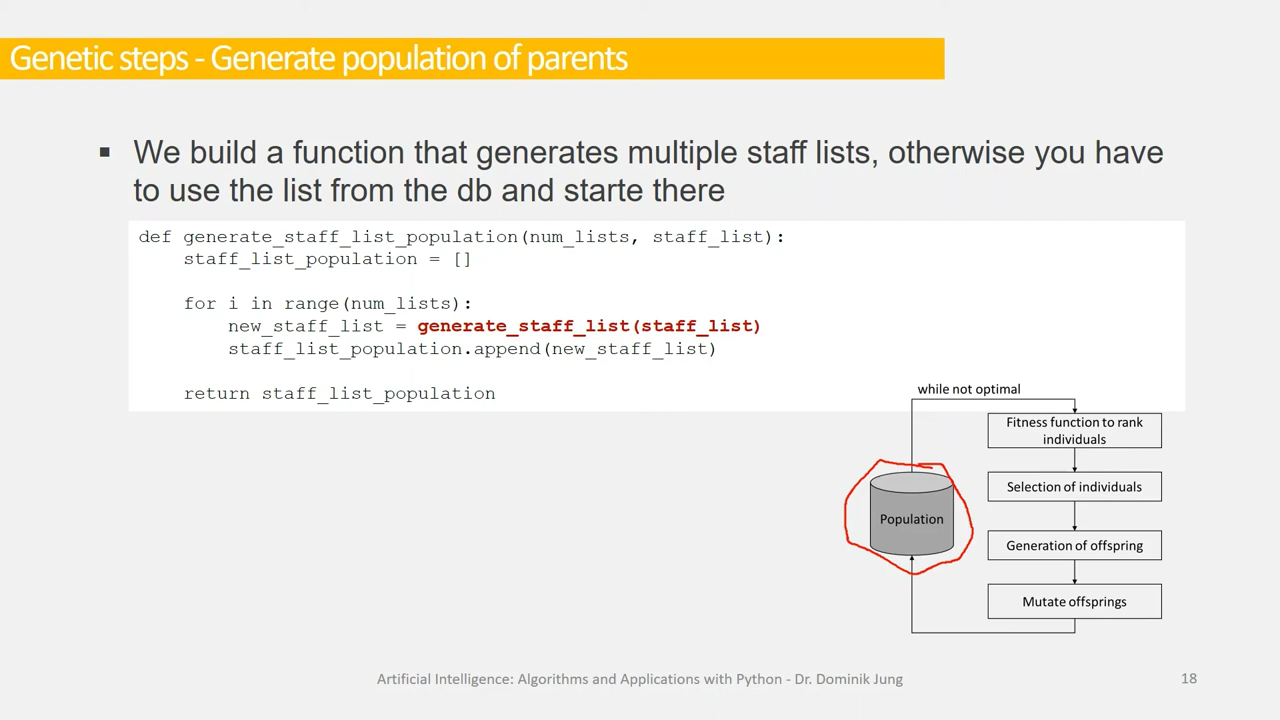 Genetic steps - Generate population of parents
▪ We build a function that generates multiple staff lists, otherwise you have
to use the list from the db and starte there
def generate_staff_list_population(num_lists, staff_list):
    staff_list_population = []
    for i in range(num_lists):
        new_staff_list = generate_staff_list(staff_list)
        staff_list_population.append(new_staff_list)
    return staff_list_population
while not optimal
Fitness function to rank
individuals
Selection of individuals
Population
Generation of offspring
Mutate offsprings
Artificial Intelligence: Algorithms and Applications with Python - Dr. Dominik Jung
18